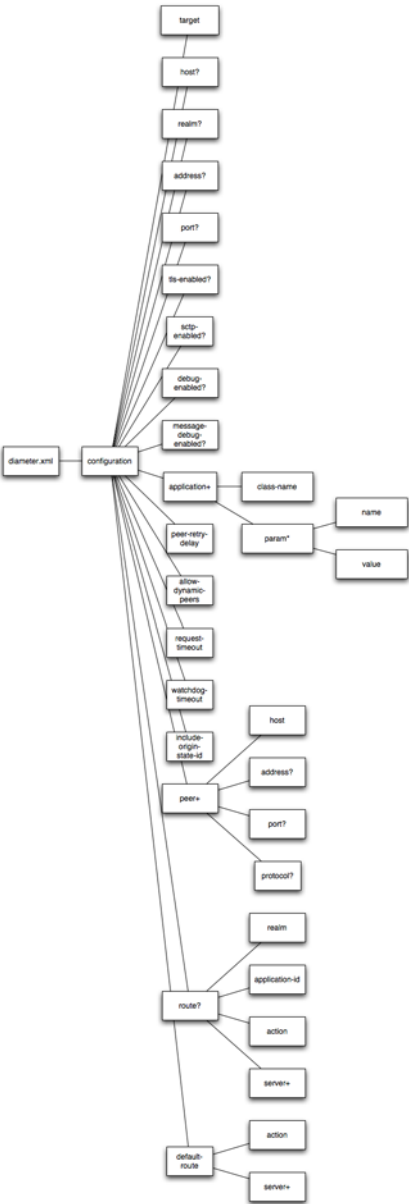 target
host?
realm?
address?
port?
tls-enabled?
sctp-
enabled?
debug-
enabled?
message-
debug-
enabled?
diameter.xml
configuration
application+
class-name
name
peer-retry-
delay
param*
value
allow-
dynamic-
peers
request-
timeout
watchdog-
timeout
include-
origin-
state-id
host
peer+
address?
port?
protocol?
realm
application-id
route?
action
server+
default-
route
action
server+